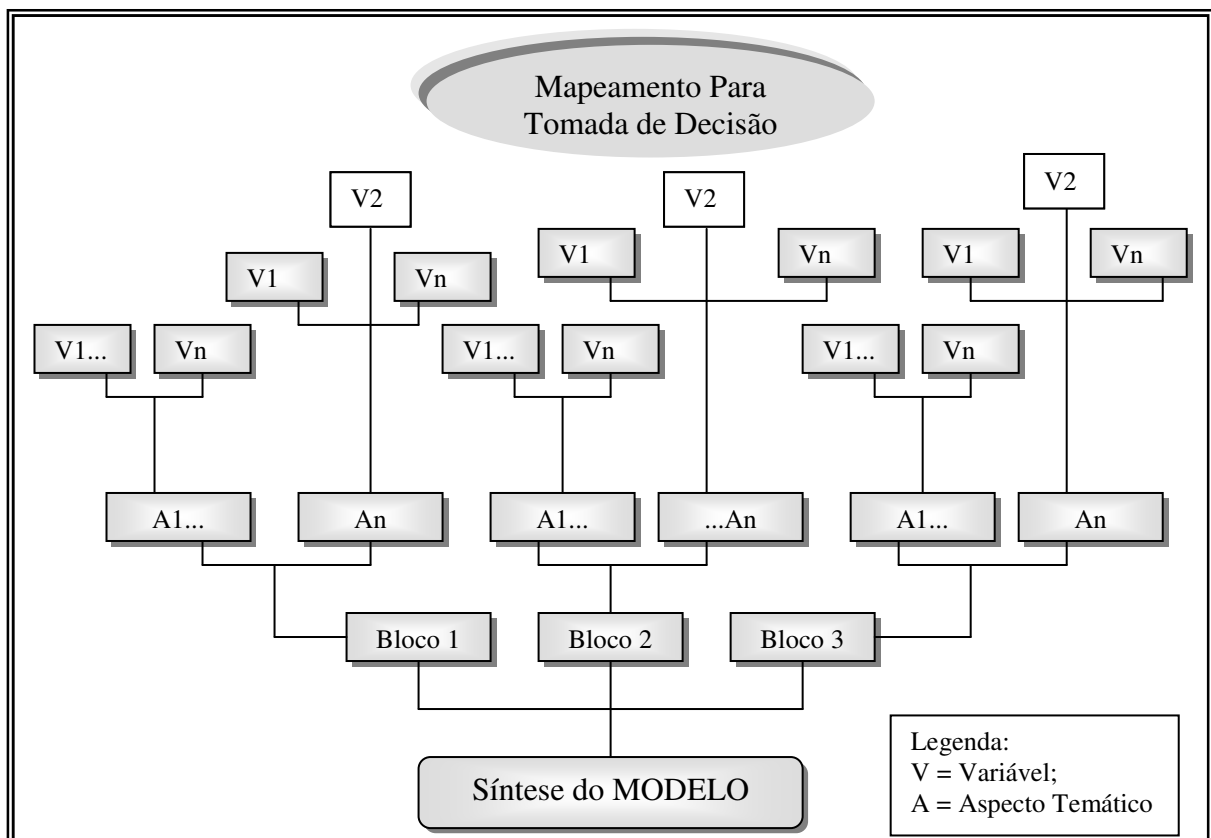 Mapeamento Para
Tomada de Decisão
V2
V2
V2
V1
Vn
V1
Vn
V1
Vn
V1...
Vn
V1...
Vn
V1...
Vn
A1...
An
A1...
...An
A1...
An
Bloco 1
Bloco 2
Bloco 3
Síntese do MODELO
Legenda:
V = Variável;
A = Aspecto Temático